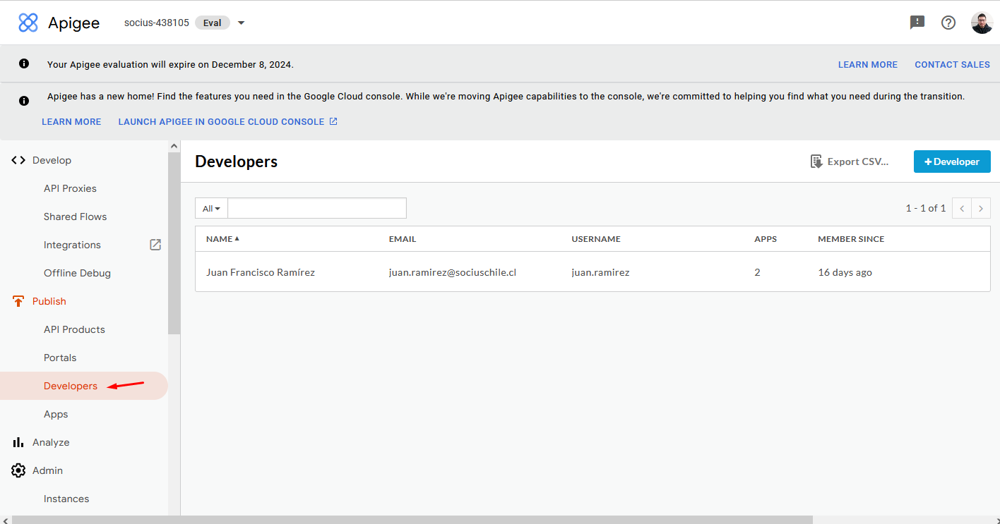 Apigee socius-438105 Eval
Your Apigee evaluation will expire on December 8, 2024. LEARN MORE CONTACT SALES
Apigee has a new home! Find the features you need in the Google Cloud console. While we're moving Apigee capabilities to the console, we're committed to helping you find what you need during the transition.
LEARN MORE LAUNCH APIGEE IN GOOGLE CLOUD CONSOLE
Develop
API Proxies
Shared Flows
Integrations
Offline Debug
Publish
API Products
Portals
Developers
Apps
Analyze
Admin
Instances
Developers Export CSV... +Developer
All 1 - 1 of 1
NAME EMAIL USERNAME APPS MEMBER SINCE
Juan Francisco Ramírez juan.ramirez@sociuschile.cl juan.ramirez 2 16 days ago